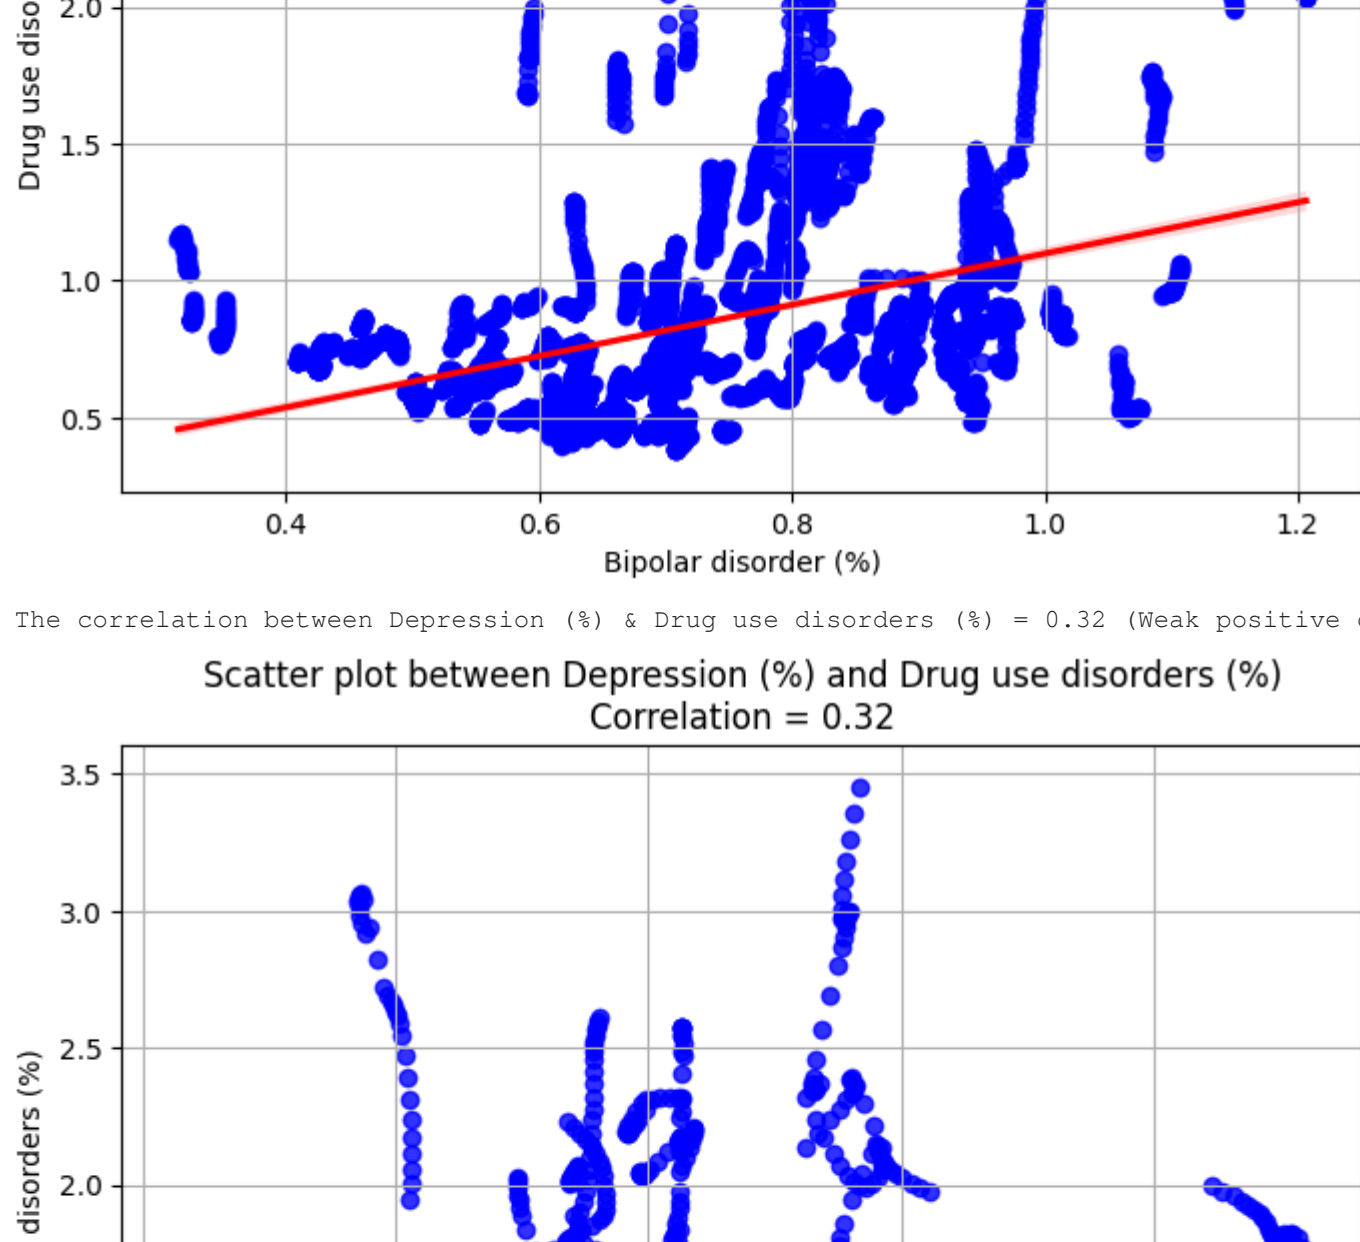 2.0
Drug use diso
1.5
1.0
0.5
0.4 0.6 0.8 1.0 1.2
Bipolar disorder (%)
The correlation between Depression (%) & Drug use disorders (%) = 0.32 (Weak positive
Scatter plot between Depression (%) and Drug use disorders (%)
Correlation = 0.32
3.5
3.0
2.5
disorders (%)
2.0